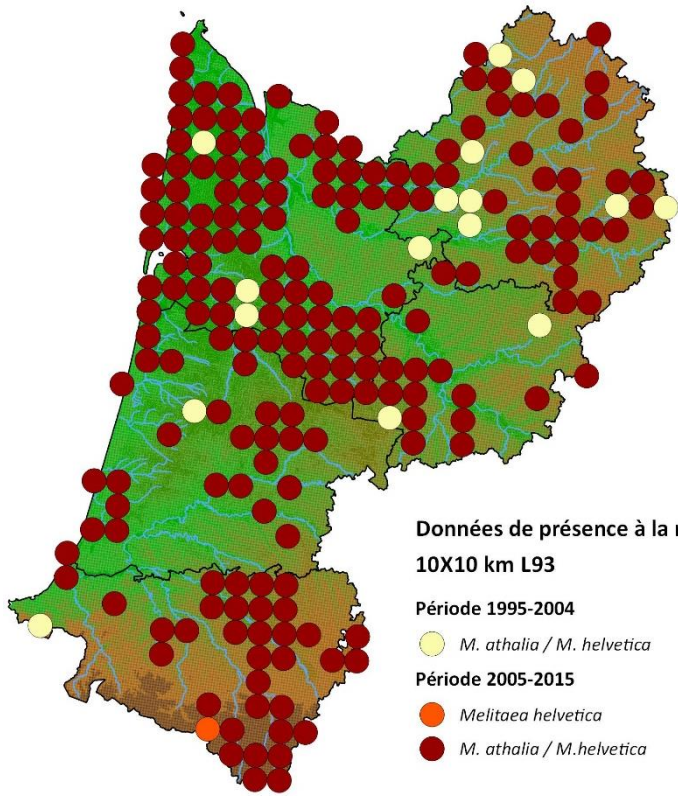 Données de présence à la
10X10 km L93
Période 1995-2004
M. athalia / M. helvetica
Période 2005-2015
Melitaea helvetica
M. athalia / M.helvetica